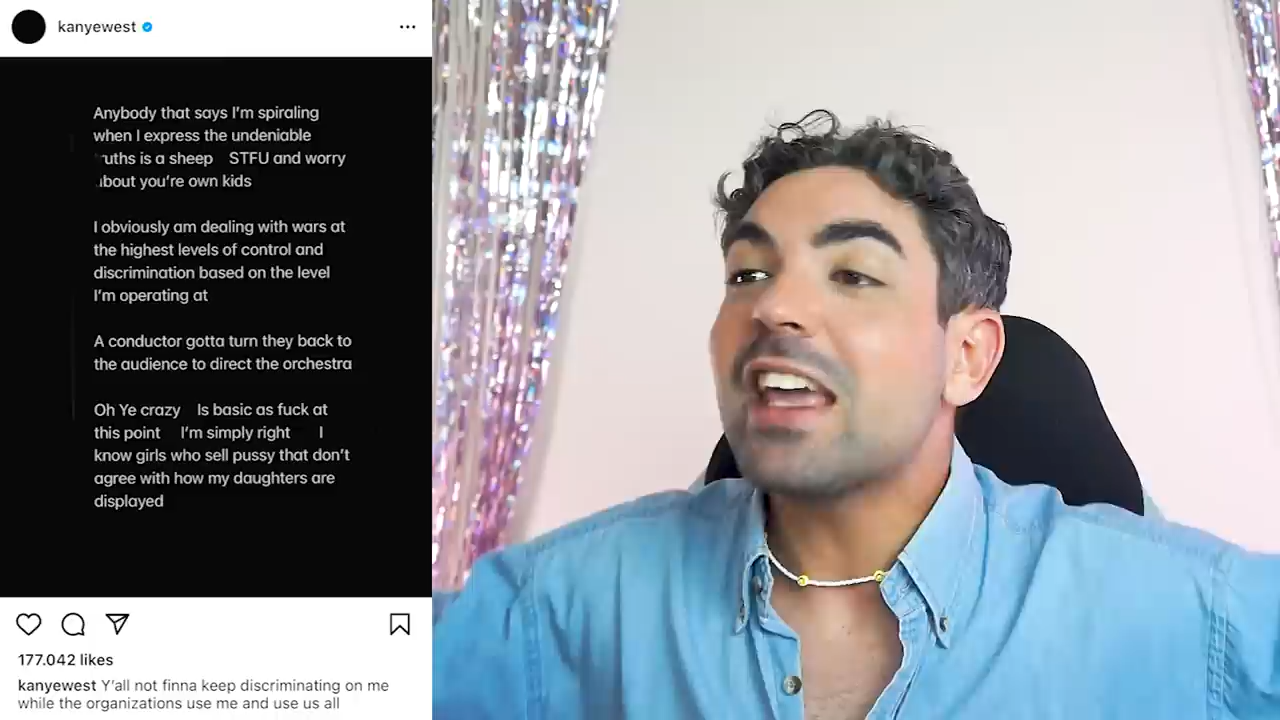 kanyewest
Anybody that says I'm spiraling
when I express the undeniable
ruths is a sheep STFU and worry
bout you're own kids
I obviously am dealing with wars at
the highest levels of control and
discrimination based on the level
I'm operating at
A conductor gotta turn they back to
the audience to direct the orchestra
Oh Ye crazy Is basic as fuck at
this point I'm simply right I
know girls who sell pussy that don't
agree with how my daughters are
displayed
177.042 likes
kanyewest Y'all not finna keep discriminating on me
while the organizations use me and use us all